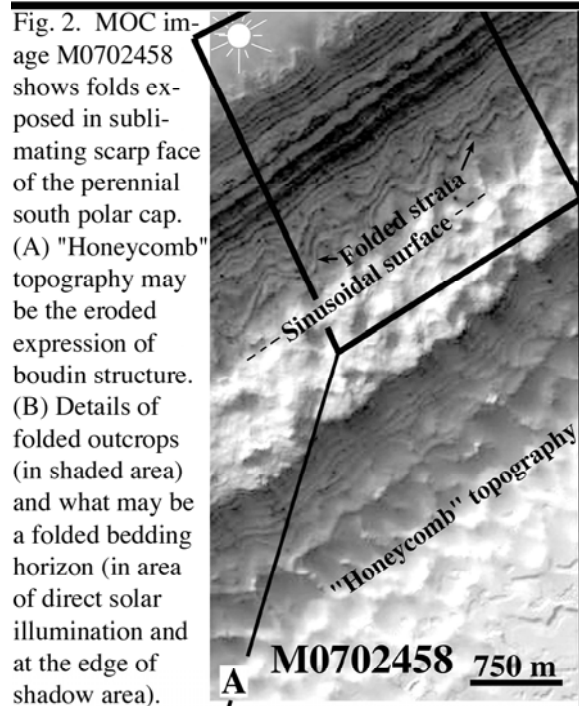 Fig. 2. MOC im-
age M0702458
shows folds ex-
posed in subli-
mating scarp face
of the perennial
south polar cap.
(A) "Honeycomb"
topography may
be the eroded
expression of
boudin structure.
(B) Details of
folded outcrops
(in shaded area)
and what may be
a folded bedding
horizon (in area
of direct solar
illumination and
at the edge of
shadow area).
Folded strata
Sinusoidal surface
"Honeycomb" topography
A
M0702458
750 m